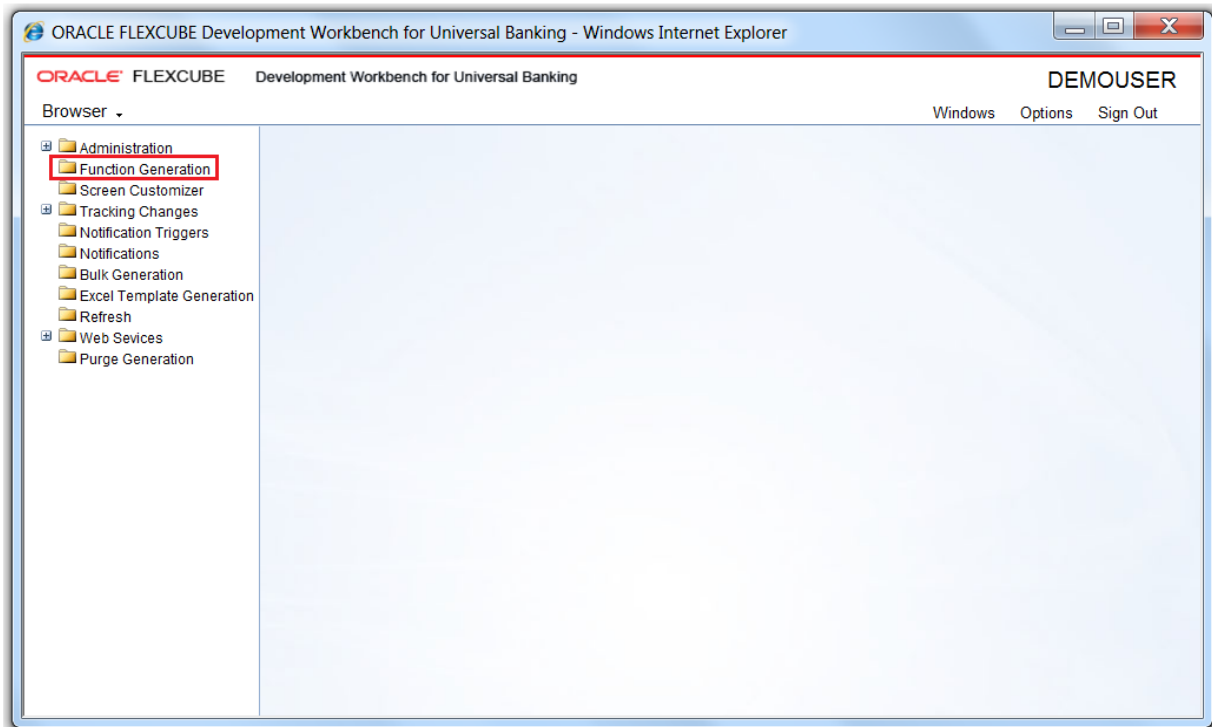 ORACLE FLEXCUBE Development Workbench for Universal Banking - Windows Internet Explorer
ORACLE® FLEXCUBE Development Workbench for Universal Banking
DEMOUSER
Browser
Windows Options Sign Out
Administration
Function Generation
Screen Customizer
Tracking Changes
Notification Triggers
Notifications
Bulk Generation
Excel Template Generation
Refresh
Web Sevices
Purge Generation